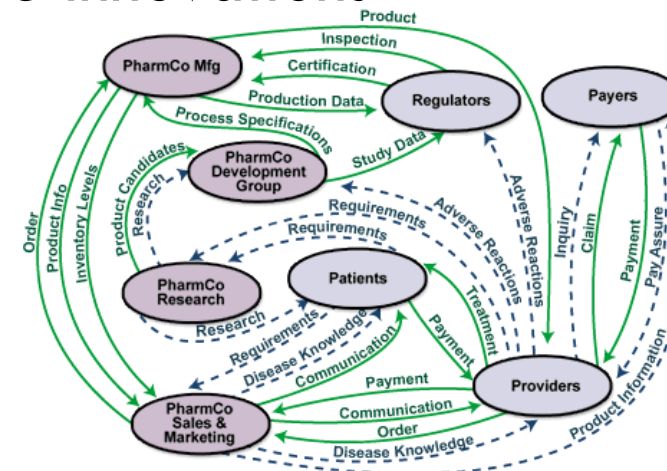 Product
Inspection
PharmCo Mfg
Certification
Regulators
Payers
Production Data
Process Specifications
Study Data
PharmCo
Development
Group
Order
Product Info
Inventory Levels
Product Candidates
Research
Requirements
Requirements
Adverse Reactions
Adverse Reactions
Inquiry
Claim
Payment
Pay Assure
PharmCo
Research
Patients
Research
Requirements
Disease Knowledge
Communication
Treatment
Payment
Providers
Payment
Communication
Order
Disease Knowledge
Product Information
PharmCo
Sales &
Marketing